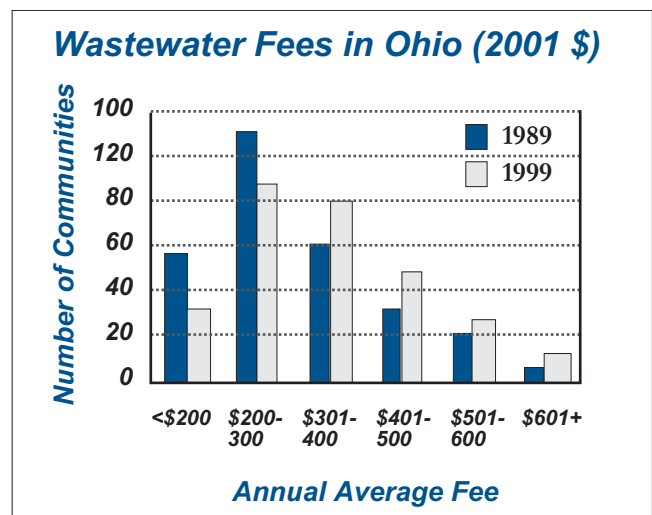 Wastewater Fees in Ohio (2001 $)
Number of Communities
100
120
80
60
40
20
0
1989
1999
<$200 $200- $301- $401- $501- $601+
300 400 500 600
Annual Average Fee